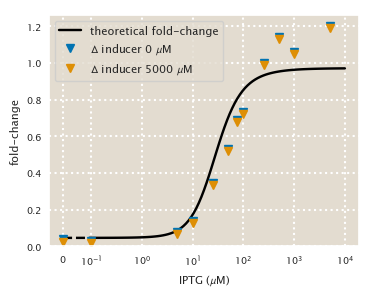 theoretical fold−change
Δ inducer 0 μM
Δ inducer 5000 μM
fold−change
1.2
1.0
0.8
0.6
0.4
0.2
0.0
0 10⁻¹ 10⁰ 10¹ 10² 10³ 10⁴
IPTG (μM)